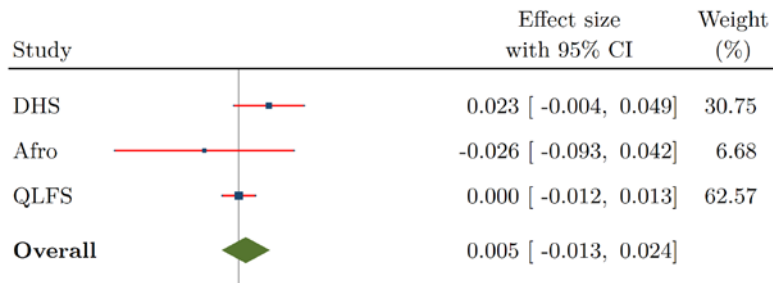 Effect size Weight
Study with 95% CI (%)
DHS 0.023 [ -0.004, 0.049] 30.75
Afro -0.026 [ -0.093, 0.042] 6.68
QLFS 0.000 [ -0.012, 0.013] 62.57
Overall 0.005 [ -0.013, 0.024]